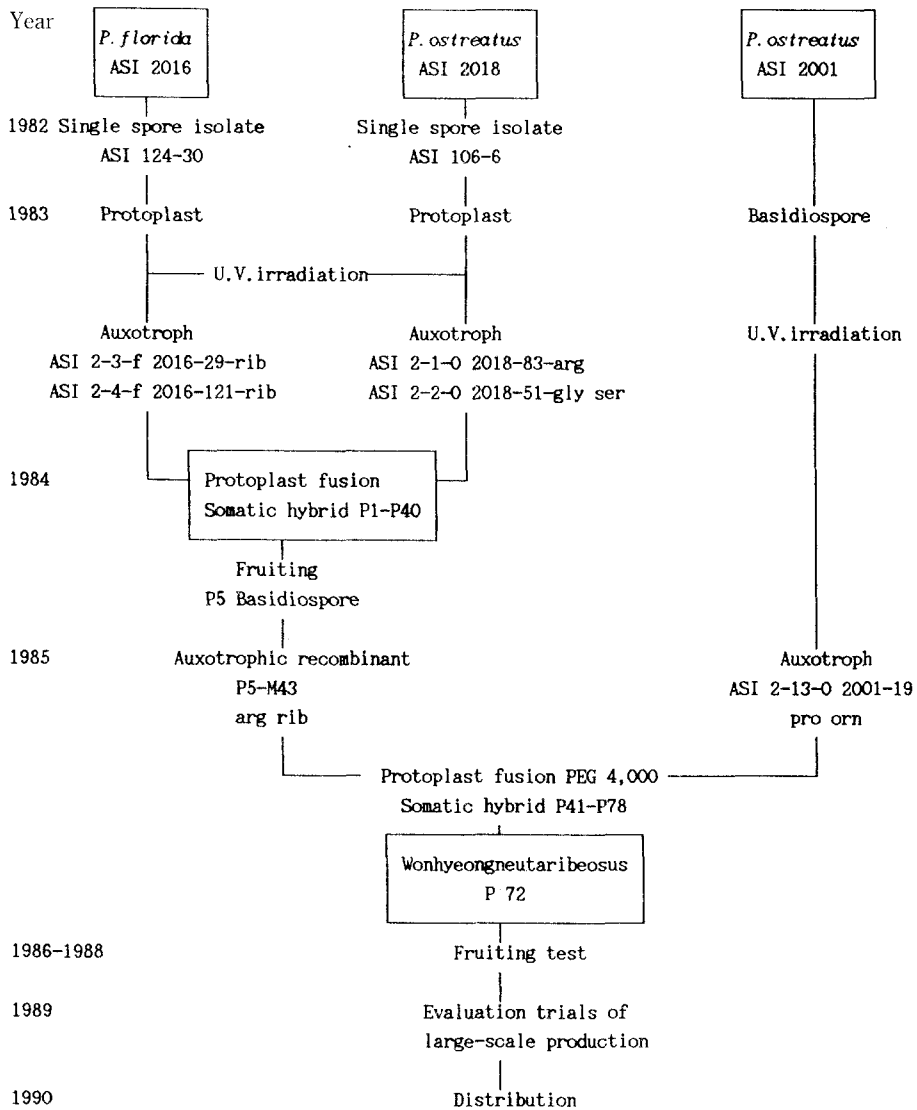 Year
P. florida
ASI 2016
P. ostreatus
ASI 2018
P. ostreatus
ASI 2001
1982 Single spore isolate
ASI 124-30
Single spore isolate
ASI 106-6
1983
Protoplast
Protoplast
Basidiospore
U.V.irradiation
Auxotroph
ASI 2-3-f 2016-29-rib
ASI 2-4-f 2016-121-rib
Auxotroph
ASI 2-1-0 2018-83-arg
ASI 2-2-0 2018-51-gly ser
U.V.irradiation
1984
Protoplast fusion
Somatic hybrid P1-P40
Fruiting
P5 Basidiospore
1985
Auxotrophic recombinant
P5-M43
arg rib
Auxotroph
ASI 2-13-0 2001-19
pro orn
Protoplast fusion PEG 4,000
Somatic hybrid P41-P78
Wonhyeongneutaribeosus
P 72
1986-1988
Fruiting test
1989
Evaluation trials of
large-scale production
1990
Distribution